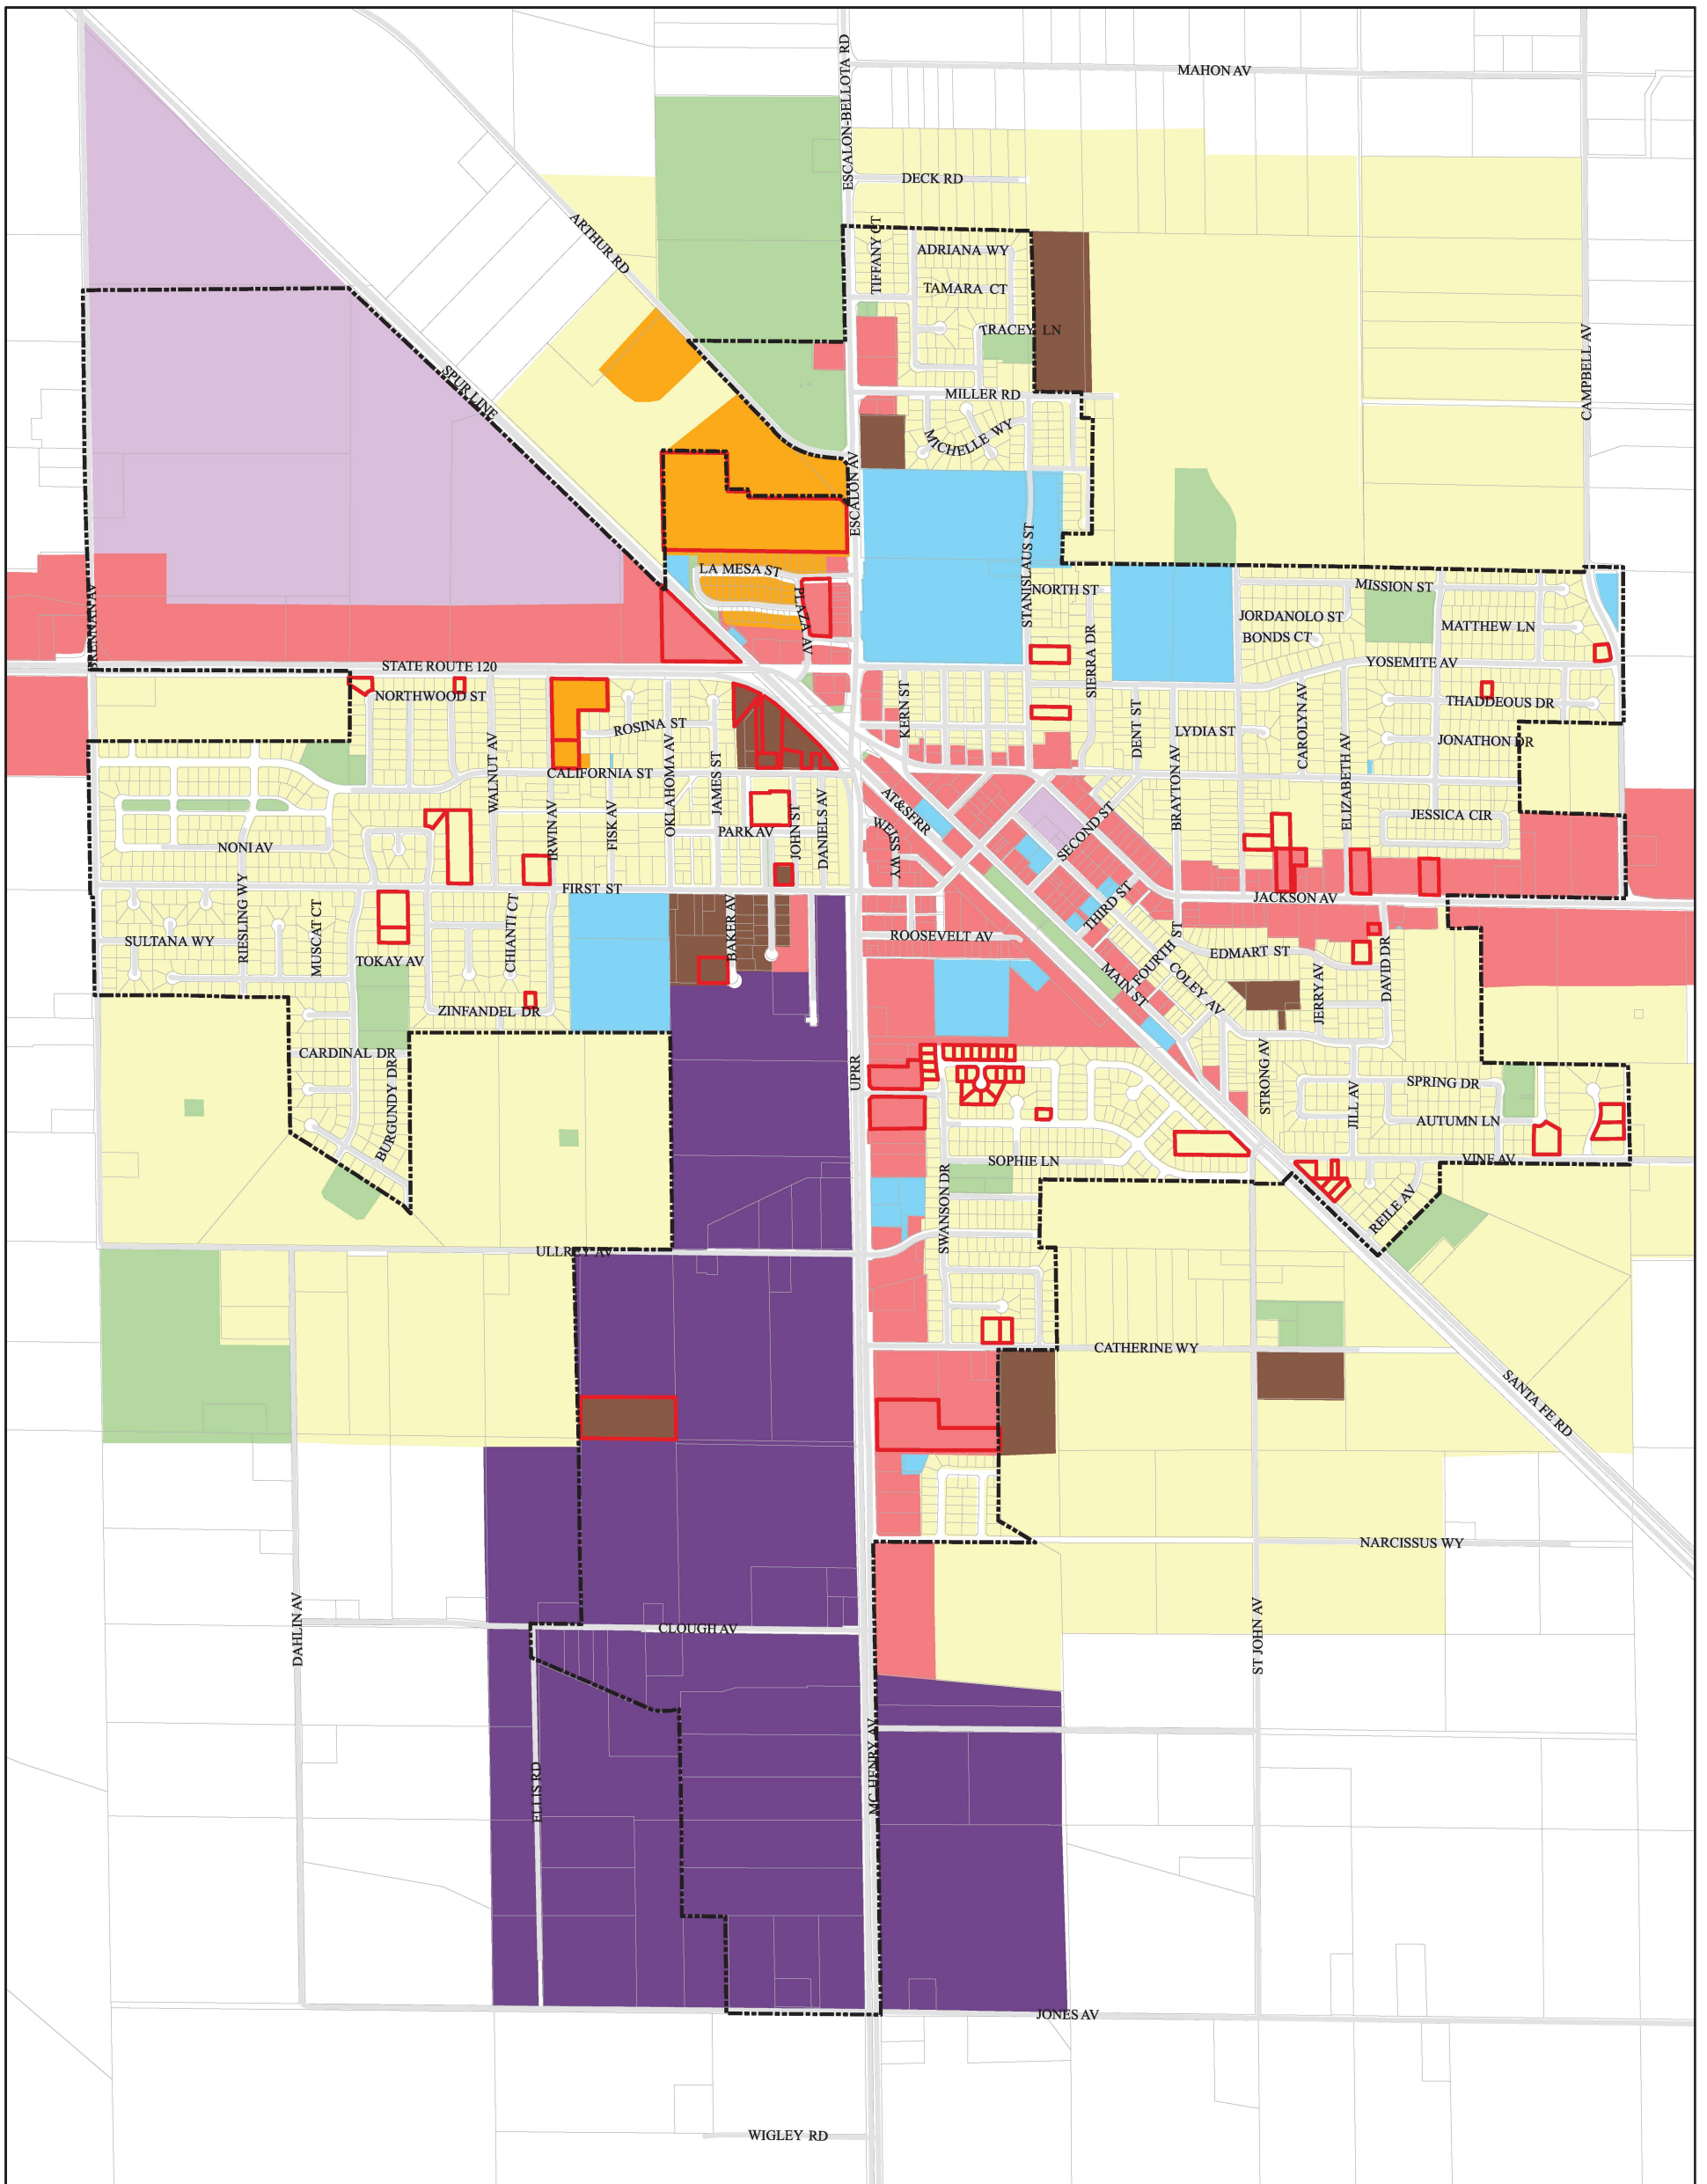 MAHON AV
ESCALON-BELLOTA RD
DECK RD
ARTHUR RD
TIFFANY CT
ADRIANA WY
TAMARA CT
TRACEY LN
SPUR LINE
MILLER RD
CAMPBELL AV
MICHELLE WY
ESCALON AV
STANISLAUS ST
LA MESA ST
PLAZA AV
NORTH ST
MISSION ST
JORDANOLO ST
MATTHEW LN
BONDS CT
BRENNAN AV
SIERRA DR
STATE ROUTE 120
YOSEMITE AV
NORTHWOOD ST
KERN ST
THADDEOUS DR
ROSINA ST
DENT ST
LYDIA ST
CAROLYN AV
JONATHON DR
WALNUT AV
CALIFORNIA ST
OKLAHOMA AV
JAMES ST
BRAYTON AV
ELIZABETH AV
AT&SFRR
JESSICA CIR
IRWIN AV
FISK AV
PARK AV
JOHN ST
DANIELS AV
WEISS WY
SECOND ST
NONI AV
FIRST ST
JACKSON AV
THIRD ST
RIESLING WY
MUSCAT CT
CHIANTI CT
BAKER AV
ROOSEVELT AV
SULTANA WY
TOKAY AV
FOURTH ST
EDMART ST
DAVID DR
MAIN ST
COLEY AV
JERRY AV
ZINFANDEL DR
CARDINAL DR
BURGUNDY DR
UPRR
STRONG AV
SPRING DR
JILL AV
AUTUMN LN
SOPHIE LN
VINE AV
SWANSON DR
REILE AV
ULLREY AV
CATHERINE WY
SANTA FE RD
NARCISSUS WY
DAHLIN AV
CLOUGH AV
ST JOHN AV
ELLIS RD
MC HENRY AV
JONES AV
WIGLEY RD